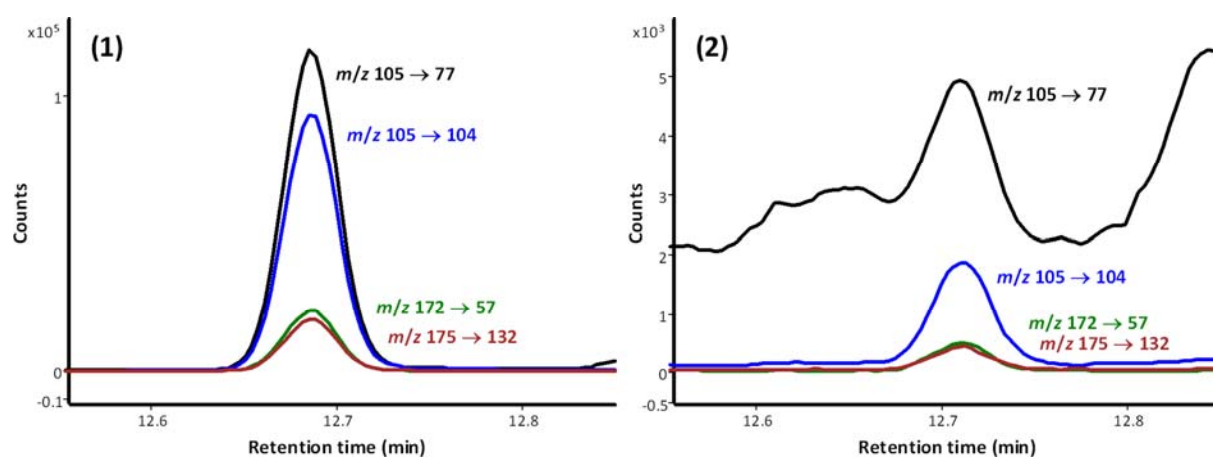 x10⁵
(1)
m/z 105 → 77
1
m/z 105 → 104
Counts
m/z 172 → 57
m/z 175 → 132
0
-0.1
12.6
12.7
12.8
Retention time (min)
x10³
(2)
5
m/z 105 → 77
4
3
Counts
2
m/z 105 → 104
1
m/z 172 → 57
m/z 175 → 132
0
-0.5
12.6
12.7
12.8
Retention time (min)